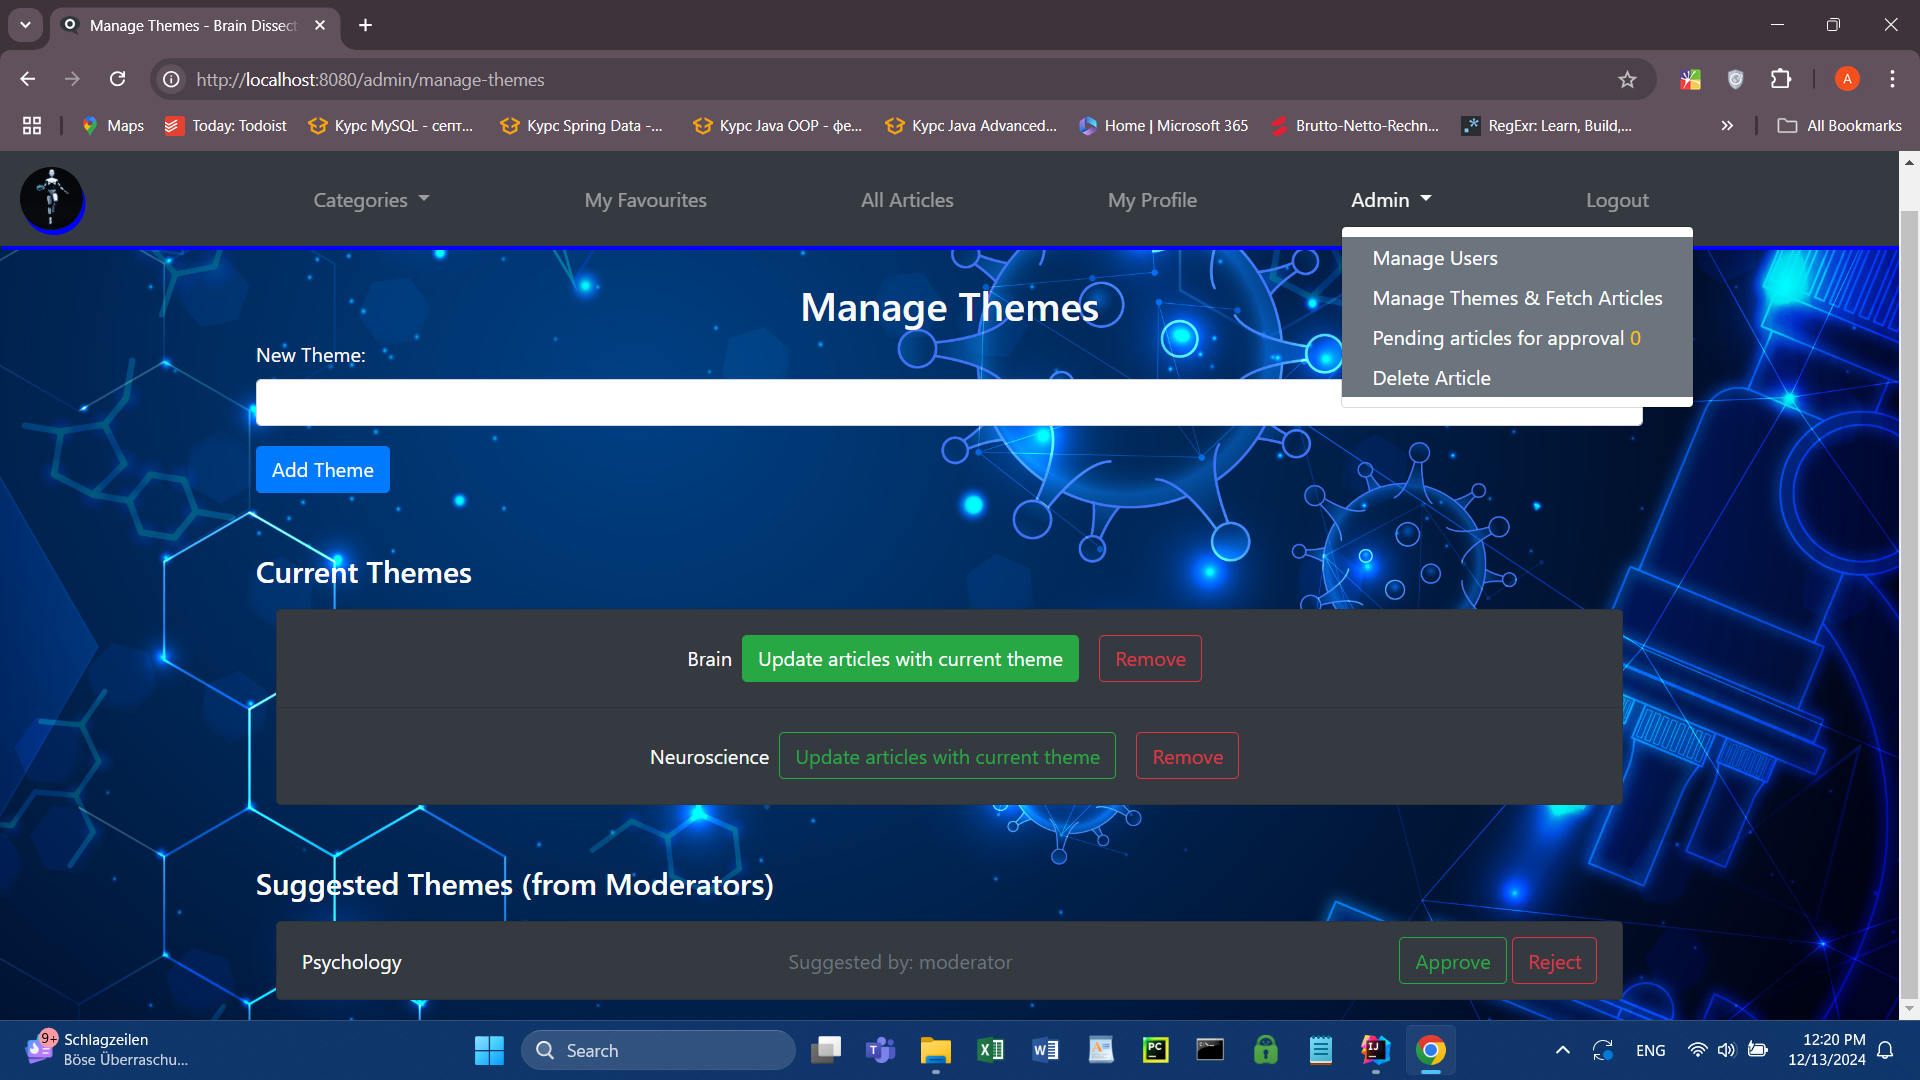 Manage Themes - Brain Dissect
http://localhost:8080/admin/manage-themes
A
Maps
Today: Todoist
Курс MySQL - септ...
Курс Spring Data -...
Курс Java OOP - фе...
Курс Java Advanced...
Home | Microsoft 365
Brutto-Netto-Rechn...
RegExr: Learn, Build,...
All Bookmarks
Categories
My Favourites
All Articles
My Profile
Admin
Logout
Manage Users
Manage Themes & Fetch Articles
Pending articles for approval 0
Delete Article
Manage Themes
New Theme:
Add Theme
Current Themes
Brain Update articles with current theme Remove
Neuroscience Update articles with current theme Remove
Suggested Themes (from Moderators)
Psychology Suggested by: moderator Approve Reject
9+
Schlagzeilen
Böse Überraschu...
Search
PC
IJ
ENG
12:20 PM
12/13/2024